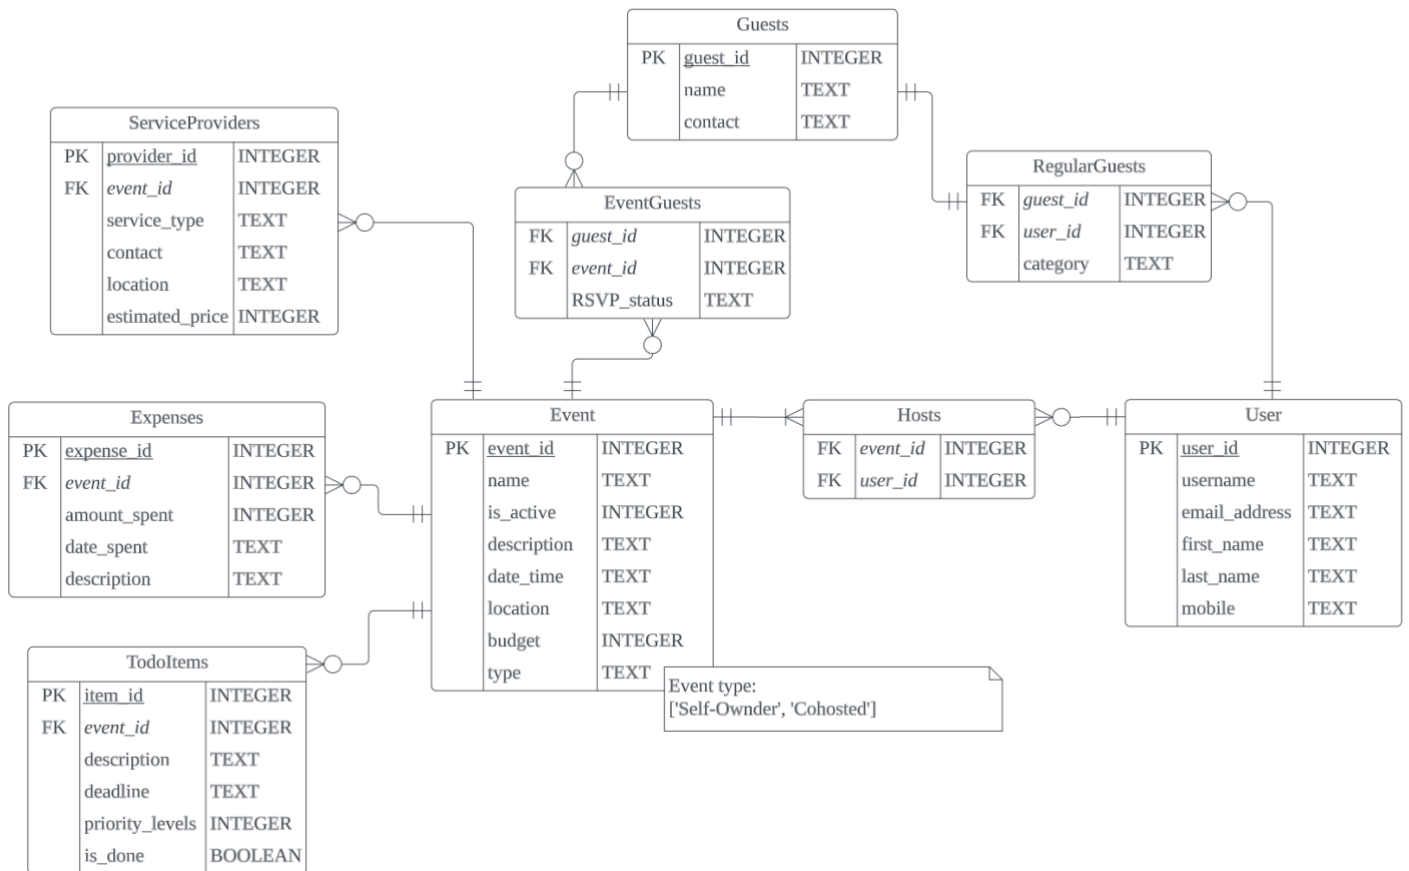 Guests
PK guest_id INTEGER
name TEXT
contact TEXT
ServiceProviders
PK provider_id INTEGER
FK event_id INTEGER
service_type TEXT
contact TEXT
location TEXT
estimated_price INTEGER
RegularGuests
FK guest_id INTEGER
FK user_id INTEGER
category TEXT
EventGuests
FK guest_id INTEGER
FK event_id INTEGER
RSVP_status TEXT
Expenses
PK expense_id INTEGER
FK event_id INTEGER
amount_spent INTEGER
date_spent TEXT
description TEXT
Event
PK event_id INTEGER
name TEXT
is_active INTEGER
description TEXT
date_time TEXT
location TEXT
budget INTEGER
type TEXT
Event type:
['Self-Ownder', 'Cohosted']
Hosts
FK event_id INTEGER
FK user_id INTEGER
User
PK user_id INTEGER
username TEXT
email_address TEXT
first_name TEXT
last_name TEXT
mobile TEXT
TodoItems
PK item_id INTEGER
FK event_id INTEGER
description TEXT
deadline TEXT
priority_levels INTEGER
is_done BOOLEAN